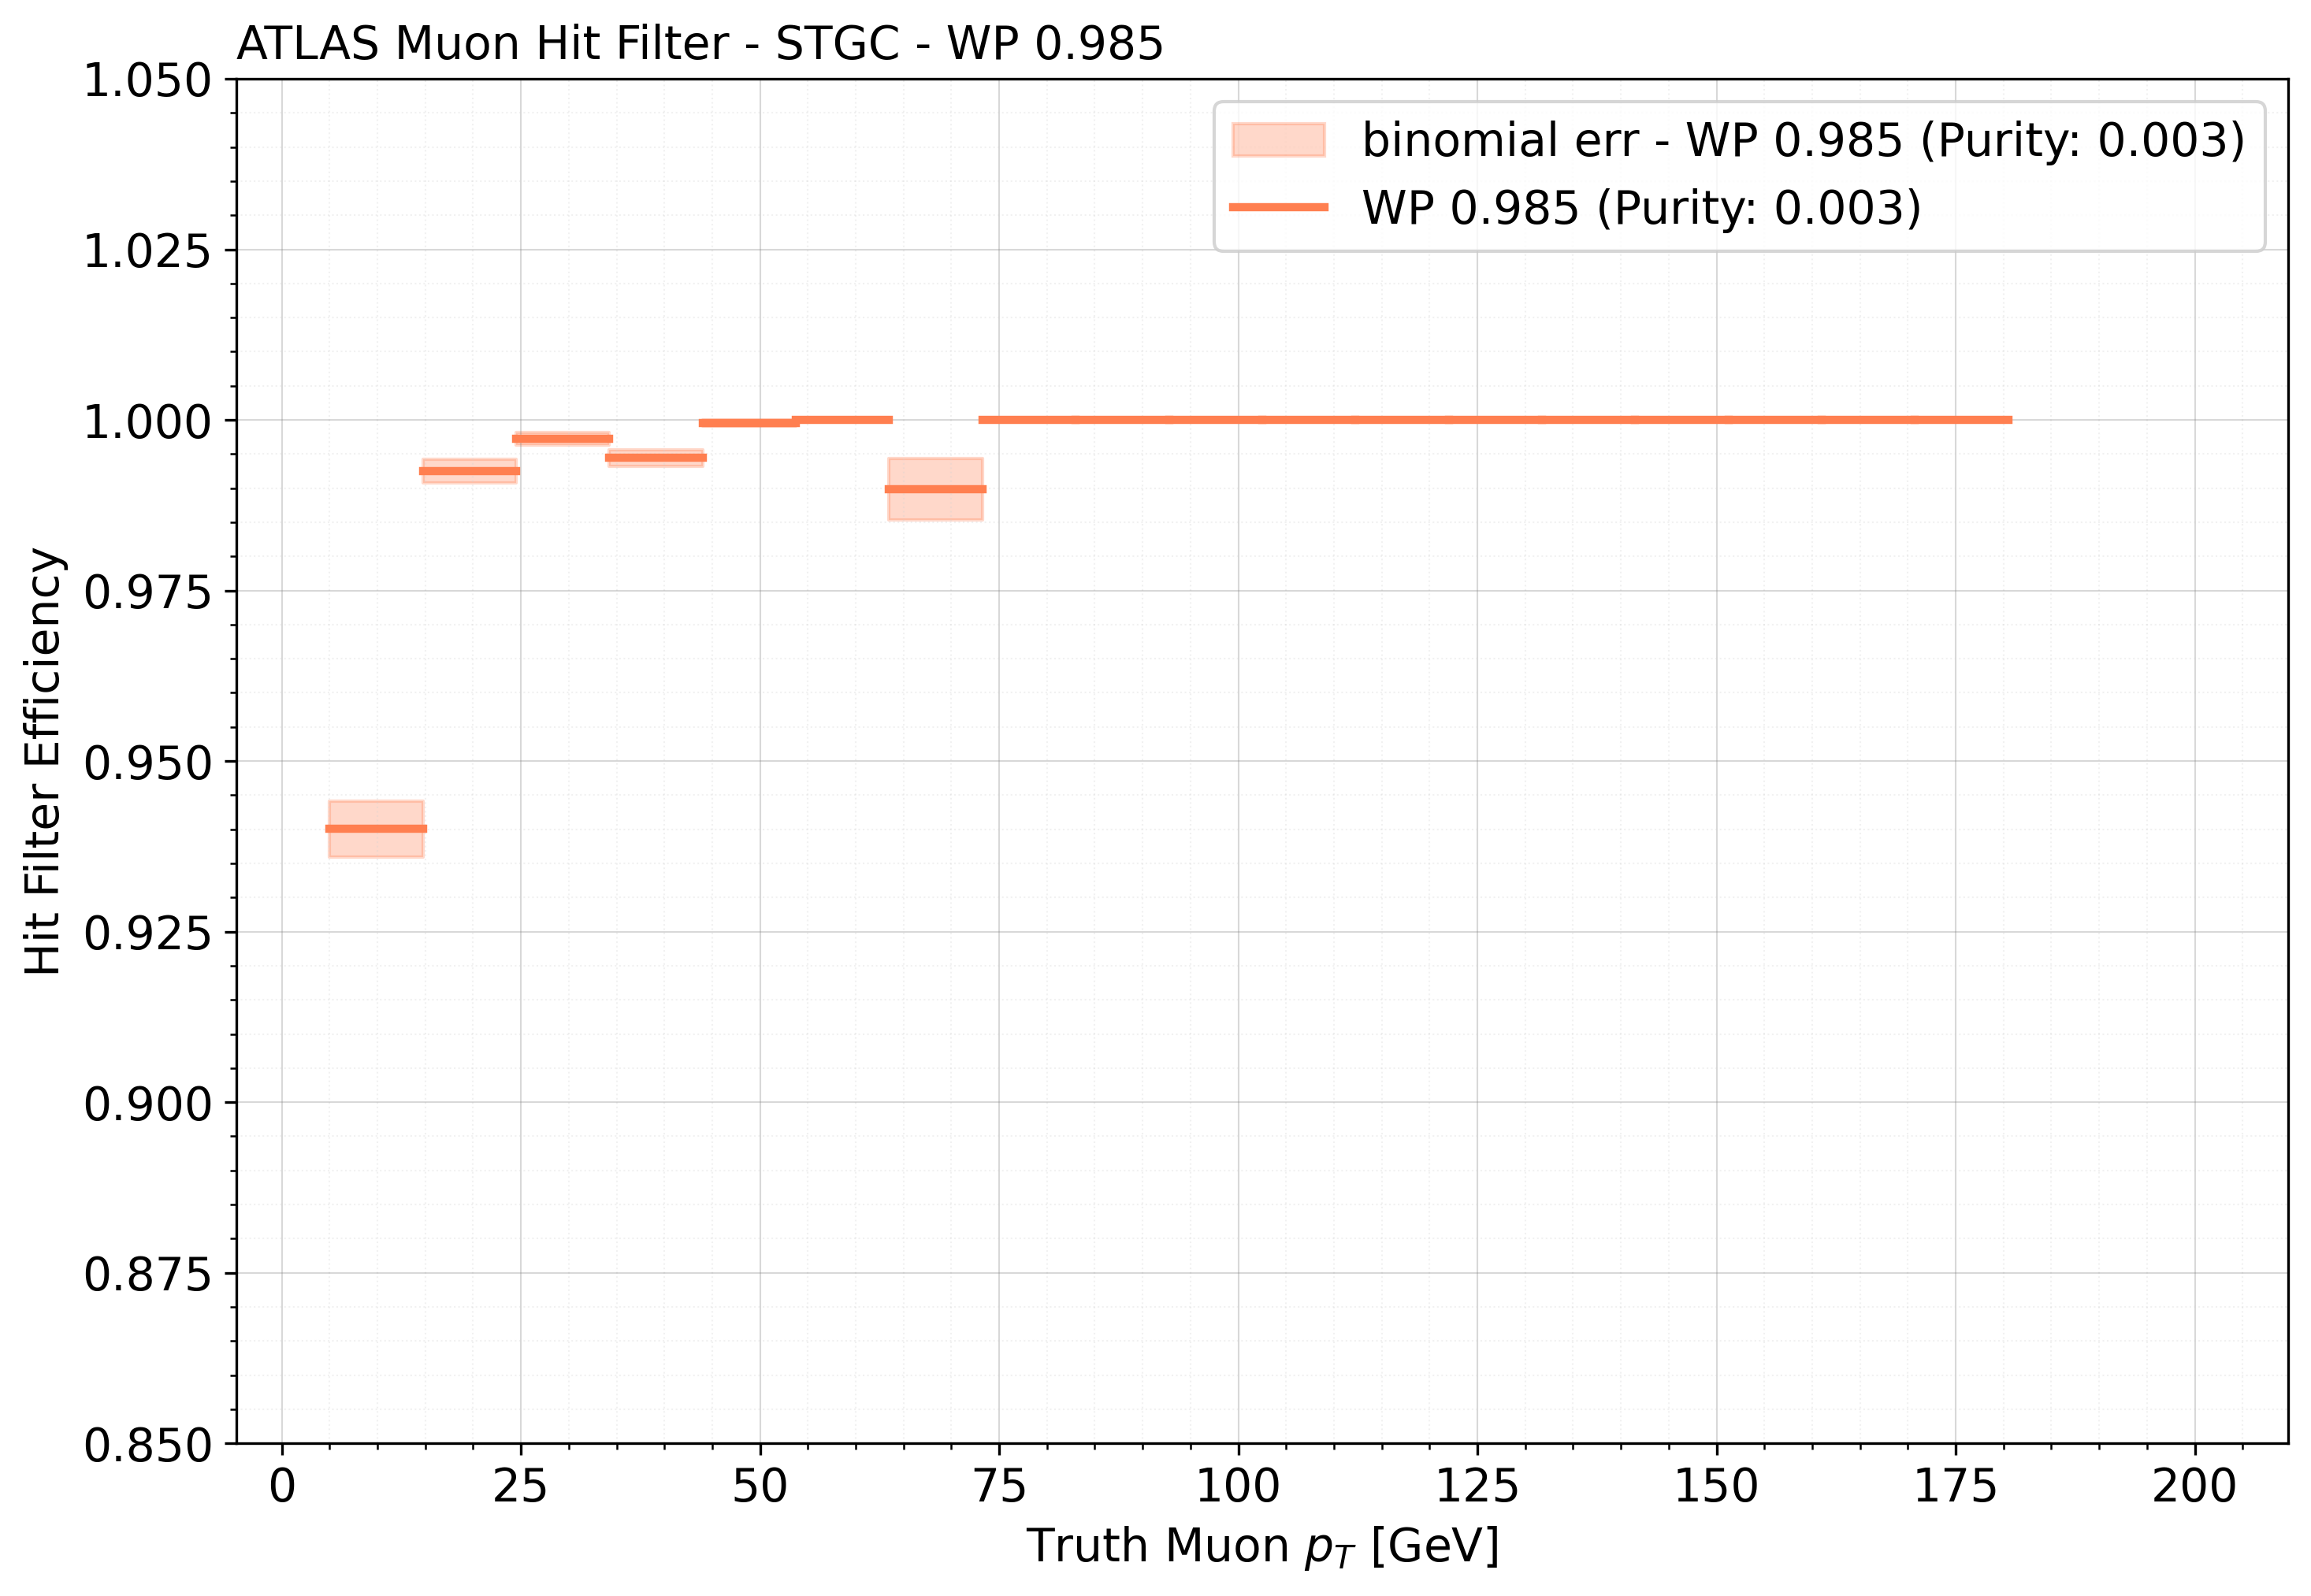 ATLAS Muon Hit Filter - STGC - WP 0.985
1.050
1.025
1.000
0.975
0.950
0.925
0.900
0.875
0.850
Hit Filter Efficiency
binomial err - WP 0.985 (Purity: 0.003)
WP 0.985 (Purity: 0.003)
0 25 50 75 100 125 150 175 200
Truth Muon p_T [GeV]